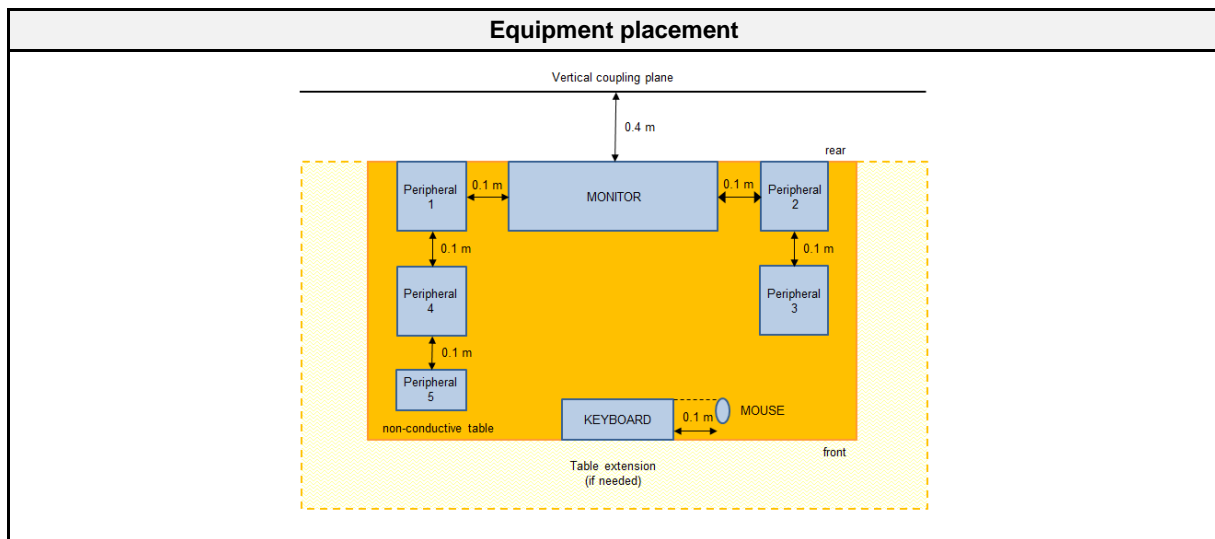 Equipment placement
Vertical coupling plane
0.4 m
rear
Peripheral
1
0.1 m
MONITOR
0.1 m
Peripheral
2
0.1 m
0.1 m
Peripheral
4
Peripheral
3
0.1 m
Peripheral
5
KEYBOARD
0.1 m
MOUSE
non-conductive table
front
Table extension
(if needed)